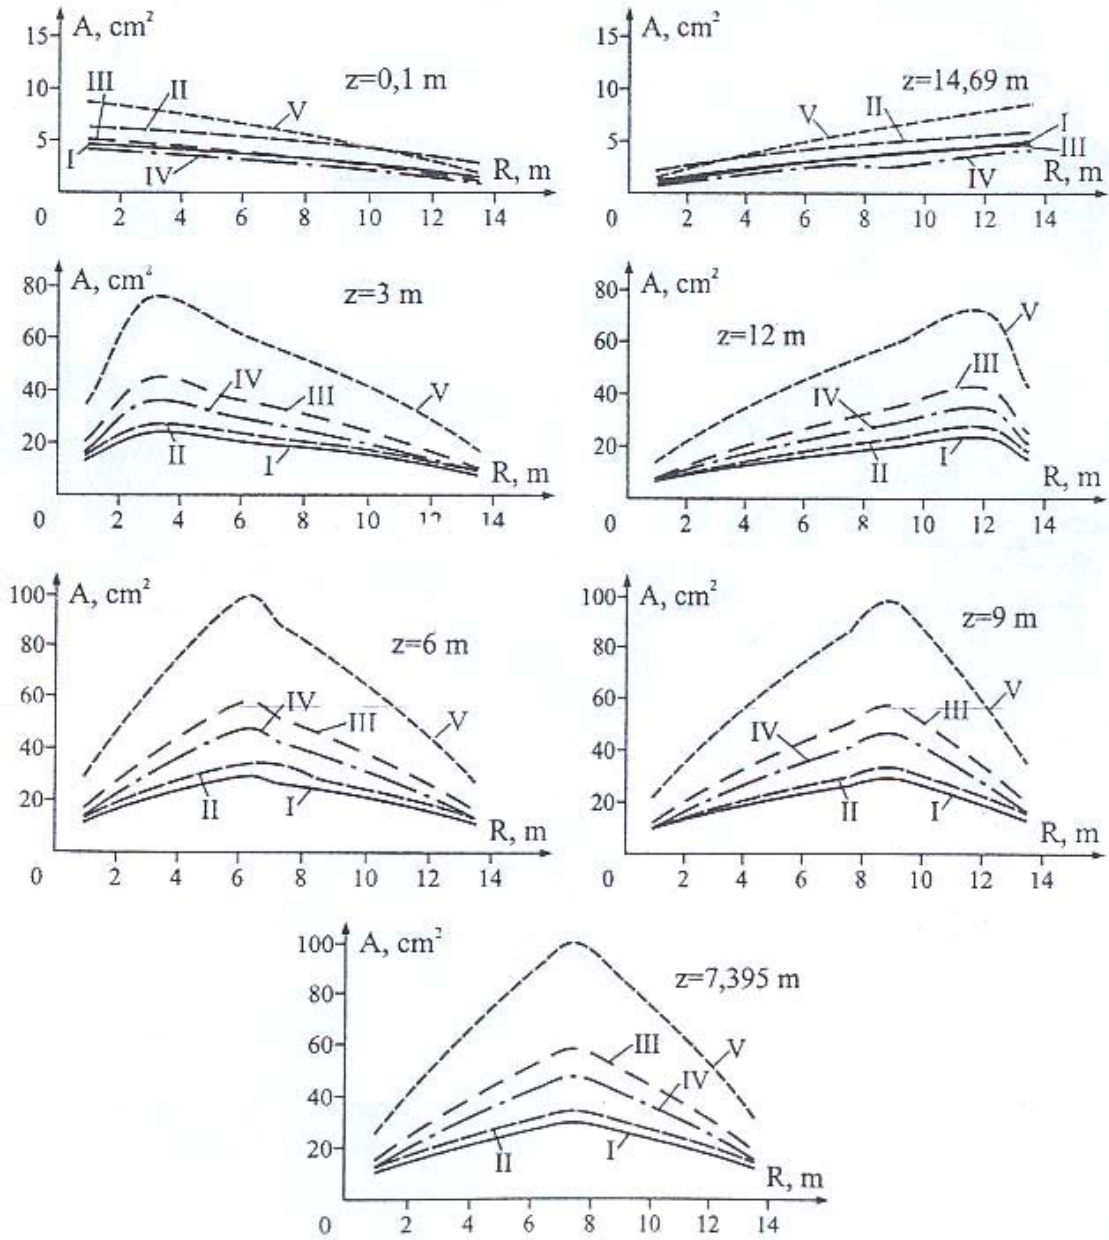 A, cm²
z=0,1 m
15
10
5
III
II
V
I
IV
R, m
0 2 4 6 8 10 12 14
A, cm²
z=14,69 m
15
10
5
V
II
I
III
IV
R, m
0 2 4 6 8 10 12 14
A, cm²
z=3 m
80
60
40
20
IV
III
V
II
I
R, m
0 2 4 6 8 10 12 14
A, cm²
z=12 m
80
60
40
20
V
III
IV
II
I
R, m
0 2 4 6 8 10 12 14
A, cm²
z=6 m
100
80
60
40
20
IV
III
V
II
I
R, m
0 2 4 6 8 10 12 14
A, cm²
z=9 m
100
80
60
40
20
V
III
IV
II
I
R, m
0 2 4 6 8 10 12 14
A, cm²
z=7,395 m
100
80
60
40
20
III
V
IV
II
I
R, m
0 2 4 6 8 10 12 14